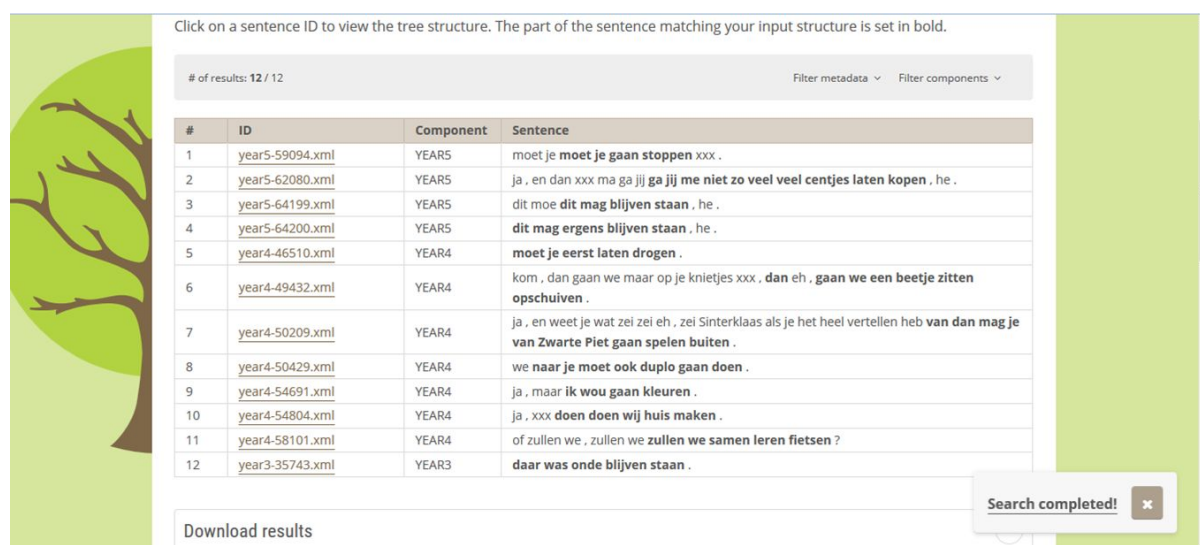 Click on a sentence ID to view the tree structure. The part of the sentence matching your input structure is set in bold.
# of results: 12 / 12 Filter metadata Filter components
# ID Component Sentence
1 year5-59094.xml YEAR5 moet je moet je gaan stoppen xxx .
2 year5-62080.xml YEAR5 ja , en dan xxx ma ga jij ga jij me niet zo veel veel centjes laten kopen , he .
3 year5-64199.xml YEAR5 dit moe dit mag blijven staan , he .
4 year5-64200.xml YEAR5 dit mag ergens blijven staan , he .
5 year4-46510.xml YEAR4 moet je eerst laten drogen .
6 year4-49432.xml YEAR4 kom , dan gaan we maar op je knietjes xxx , dan eh , gaan we een beetje zitten
opschuiven .
7 year4-50209.xml YEAR4 ja , en weet je wat zei zei eh , zei Sinterklaas als je het heel vertellen heb van dan mag je
van Zwarte Piet gaan spelen buiten .
8 year4-50429.xml YEAR4 we naar je moet ook duplo gaan doen .
9 year4-54691.xml YEAR4 ja , maar ik wou gaan kleuren .
10 year4-54804.xml YEAR4 ja , xxx doen doen wij huis maken .
11 year4-58101.xml YEAR4 of zullen we , zullen we zullen we samen leren fietsen ?
12 year3-35743.xml YEAR3 daar was onde blijven staan .
Search completed! ×
Download results